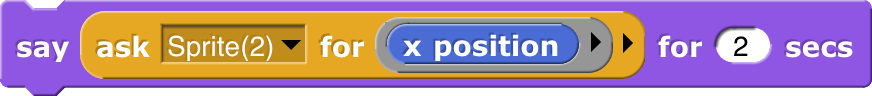 say ask Sprite(2) for x position for 2 secs